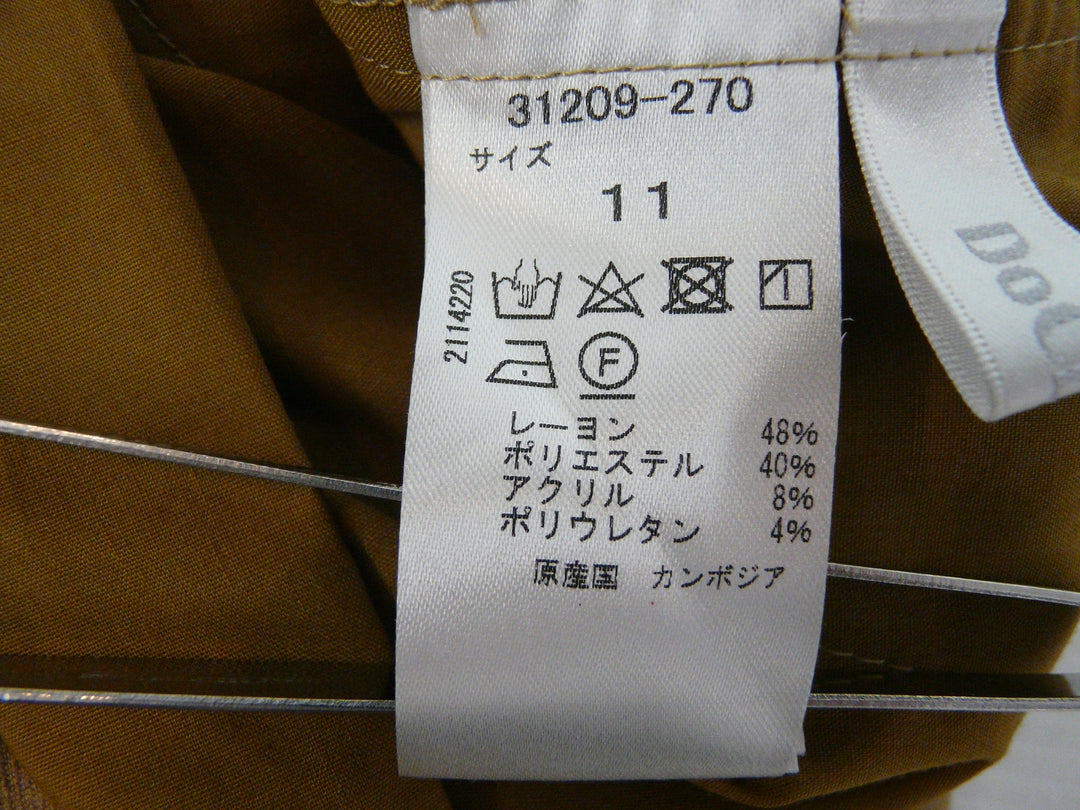 31209-270
サイズ
11
2114220
F
レーヨン 48%
ポリエステル 40%
アクリル 8%
ポリウレタン 4%
原産国 カンボジア